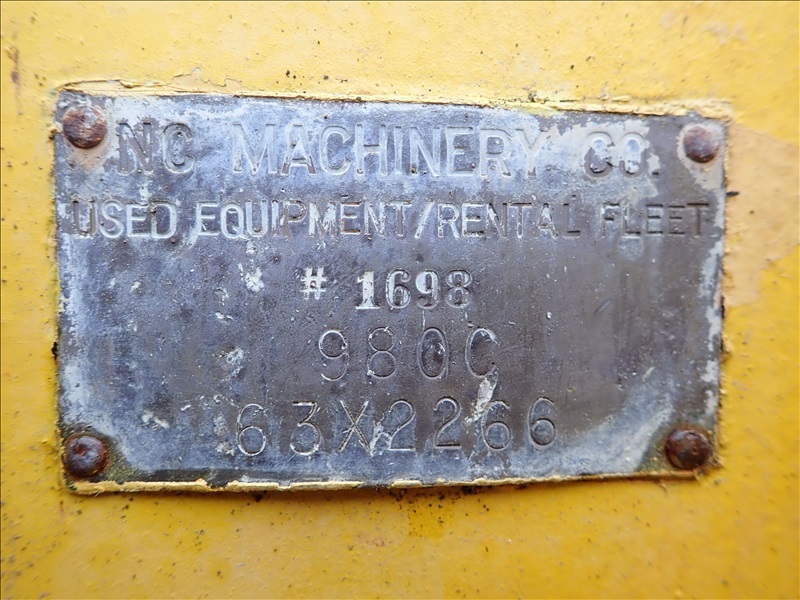 NC MACHINERY CO.
USED EQUIPMENT/RENTAL FLEET
# 1698
980C
63X2266